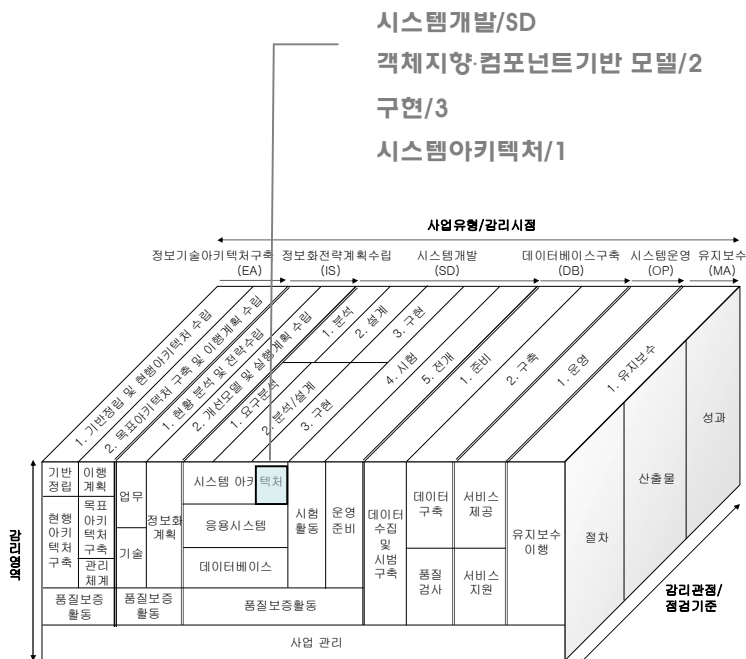 시스템개발/SD
객체지향·컴포넌트기반 모델/2
구현/3
시스템아키텍처/1
사업유형/감리시점
정보기술아키텍처구축 정보화전략계획수립 시스템개발 데이터베이스구축 시스템운영 유지보수
(EA) (IS) (SD) (DB) (OP) (MA)
1. 기반정립 및 현행아키텍처 수립
2. 목표아키텍처 구축 및 이행계획 수립
1. 현황 분석 및 전략수립
2. 개선모델 및 실행계획 수립
1. 분석
2. 설계
3. 구현
1. 요구분석
2. 분석/설계
3. 구현
4. 시험
5. 전개
1. 준비
2. 구축
1. 운영
1. 유지보수
감리영역
기반
정립
이행
계획
현행
아키
텍처
구축
목표
아키
텍처
구축
관리
체계
품질보증
활동
업무
기술
정보화
계획
품질보증
활동
시스템 아키텍처
응용시스템
데이터베이스
시험
활동
운영
준비
품질보증활동
데이터
수집
및
시범
구축
데이터
구축
품질
검사
서비스
제공
서비스
지원
유지보수
이행
사업 관리
절차
산출물
성과
감리관점/
점검기준